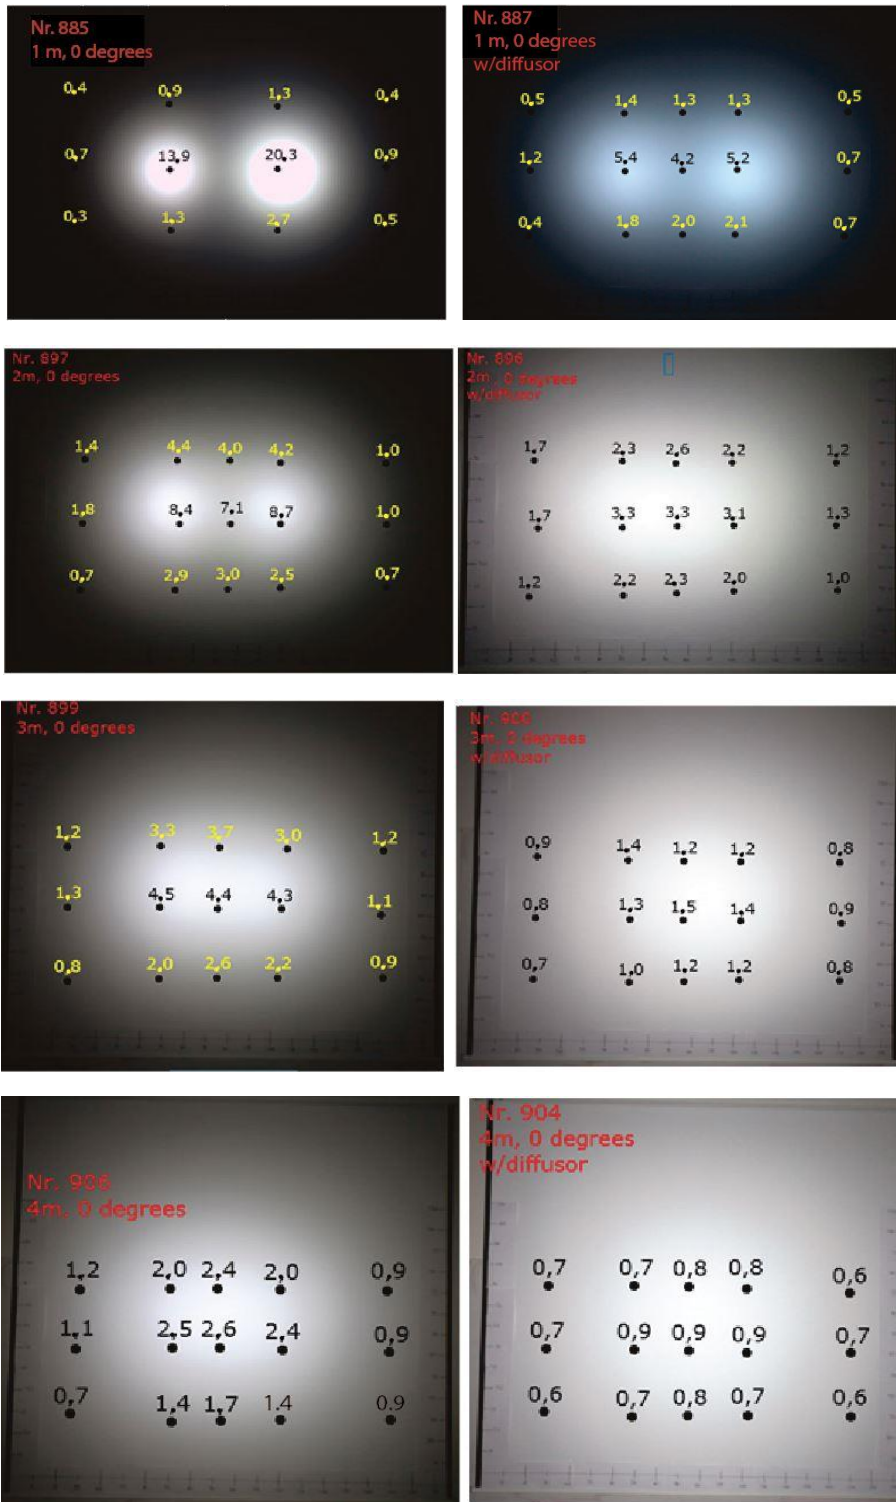 Nr. 885
1 m, 0 degrees
0.4 0,9 1,3 0,4
0,7 13,9 20,3 0,9
0,3 1,3 2,7 0,5
Nr. 887
1 m, 0 degrees
w/diffusor
0,5 1,4 1,3 1,3 0,5
1,2 5,4 4,2 5,2 0,7
0,4 1,8 2,0 2,1 0,7
Nr. 897
2m, 0 degrees
1,4 4,4 4,0 4,2 1,0
1,8 8,4 7,1 8,7 1,0
0,7 2,9 3,0 2,5 0,7
Nr. 896
2m, 0 degrees
w/diffusor
1,7 2,3 2,6 2,2 1,2
1,7 3,3 3,3 3,1 1,3
1,2 2,2 2,3 2,0 1,0
Nr. 899
3m, 0 degrees
1,2 3,3 3,7 3,0 1,2
1,3 4,5 4,4 4,3 1,1
0,8 2,0 2,6 2,2 0,9
Nr. 900
3m, 0 degrees
w/diffusor
0,9 1,4 1,2 1,2 0,8
0,8 1,3 1,5 1,4 0,9
0,7 1,0 1,2 1,2 0,8
Nr. 906
4m, 0 degrees
1,2 2,0 2,4 2,0 0,9
1,1 2,5 2,6 2,4 0,9
0,7 1,4 1,7 1.4 0.9
Nr. 904
4m, 0 degrees
w/diffusor
0,7 0,7 0,8 0,8 0,6
0,7 0,9 0,9 0,9 0,7
0,6 0,7 0,8 0,7 0,6